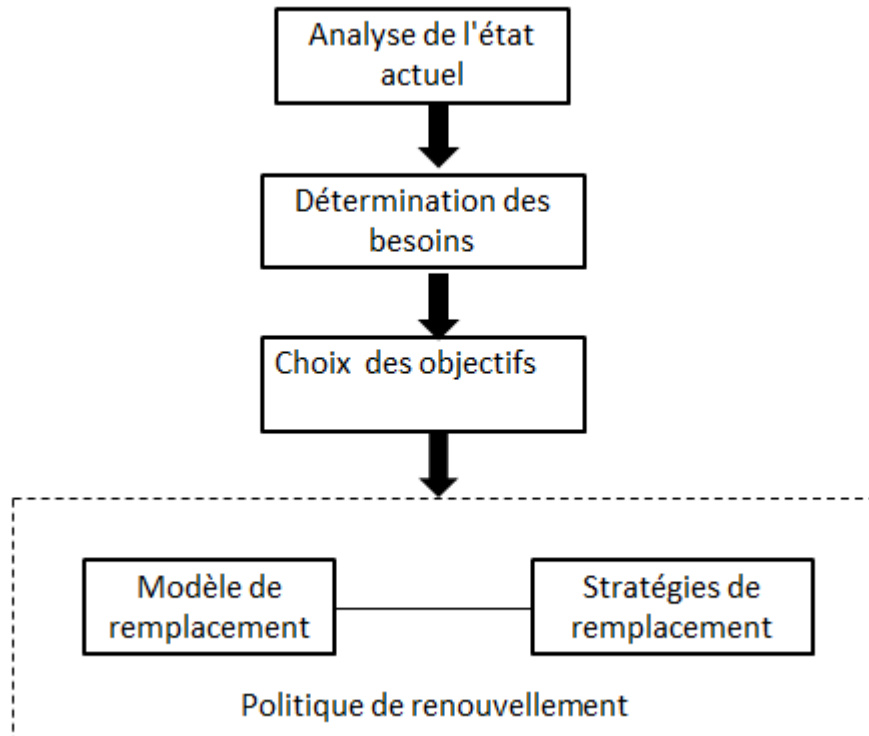 Analyse de l'état
actuel
Détermination des
besoins
Choix des objectifs
Modèle de
remplacement
Stratégies de
remplacement
Politique de renouvellement